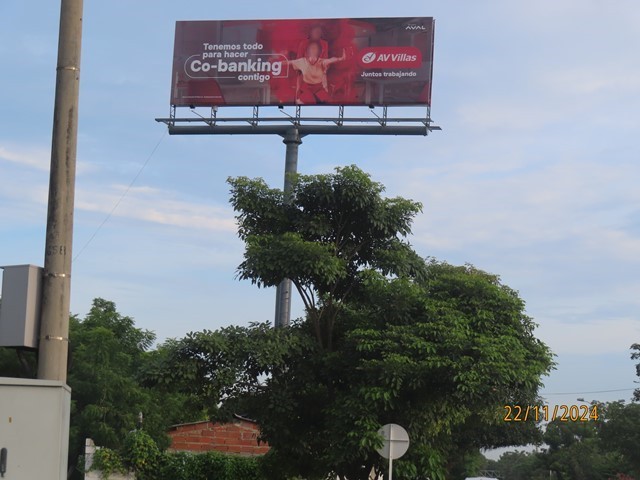 Tenemos todo
para hacer
Co-banking
contigo
AVAL
AV Villas
Juntos trabajando
22/11/2024